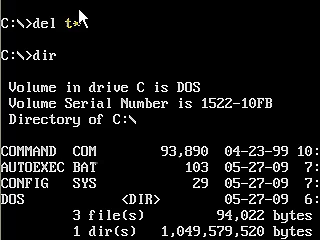 C:\>del t*
C:\>dir
Volume in drive C is DOS
Volume Serial Number is 1522-10FB
Directory of C:\
COMMAND COM 93,890 04-23-99 10:
AUTOEXEC BAT 103 05-27-09 7:
CONFIG SYS 29 05-27-09 7:
DOS <DIR> 05-27-09 6:
3 file(s) 94,022 bytes
1 dir(s) 1,049,579,520 bytes